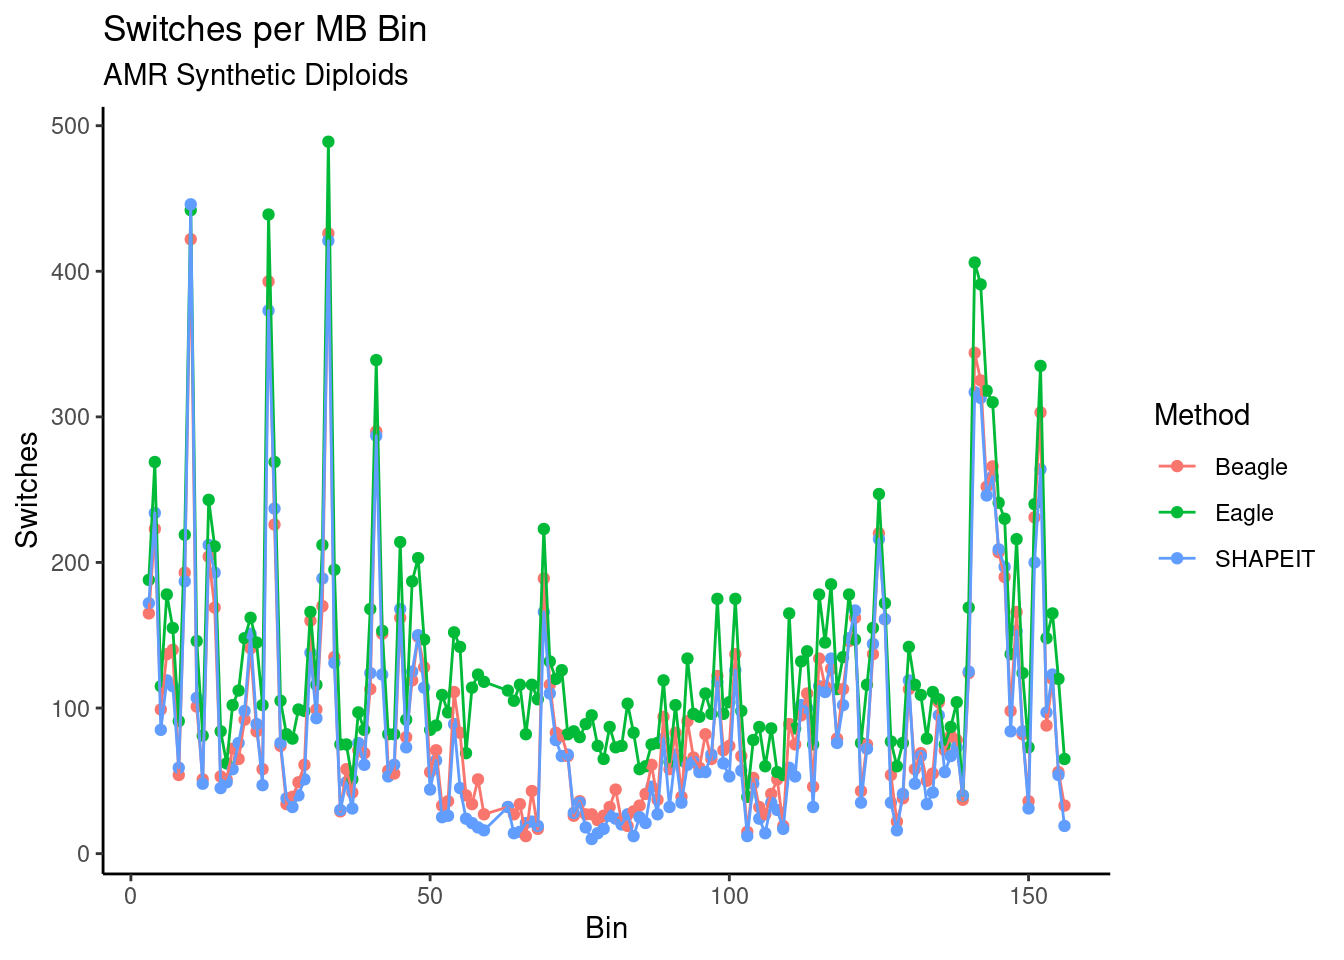 Switches per MB Bin
AMR Synthetic Diploids
500
400
300
200
100
0
Switches
0 50 100 150
Bin
Method
Beagle
Eagle
SHAPEIT